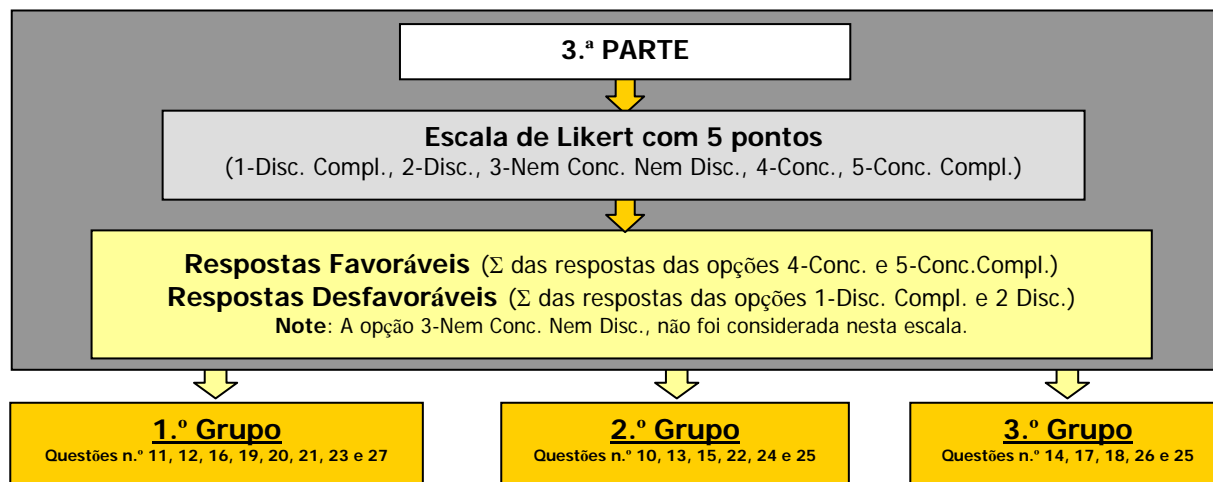 3.ª PARTE
Escala de Likert com 5 pontos
(1-Disc. Compl., 2-Disc., 3-Nem Conc. Nem Disc., 4-Conc., 5-Conc. Compl.)
Respostas Favoráveis (Σ das respostas das opções 4-Conc. e 5-Conc.Compl.)
Respostas Desfavoráveis (Σ das respostas das opções 1-Disc. Compl. e 2 Disc.)
Note: A opção 3-Nem Conc. Nem Disc., não foi considerada nesta escala.
1.º Grupo
Questões n.º 11, 12, 16, 19, 20, 21, 23 e 27
2.º Grupo
Questões n.º 10, 13, 15, 22, 24 e 25
3.º Grupo
Questões n.º 14, 17, 18, 26 e 25